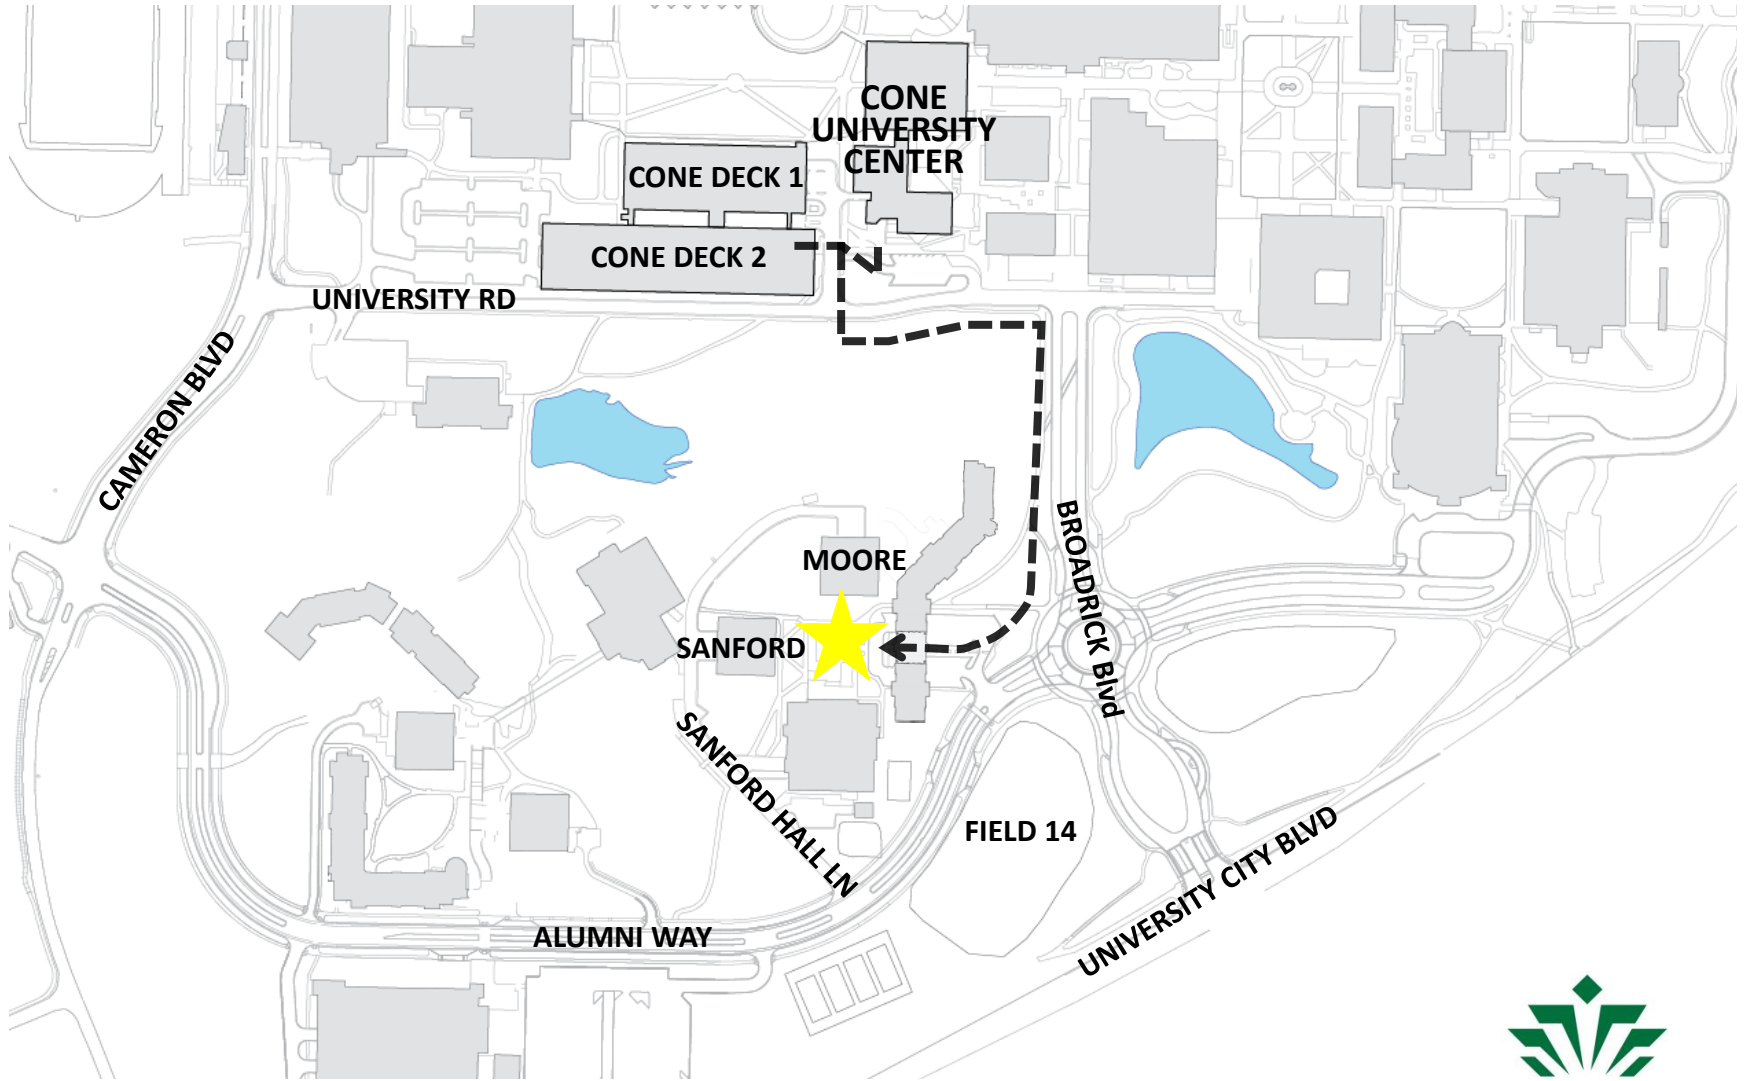 CONE
UNIVERSITY
CENTER
CONE DECK 1
CONE DECK 2
UNIVERSITY RD
CAMERON BLVD
BROADRICK Blvd
MOORE
SANFORD
SANFORD HALL LN
FIELD 14
UNIVERSITY CITY BLVD
ALUMNI WAY